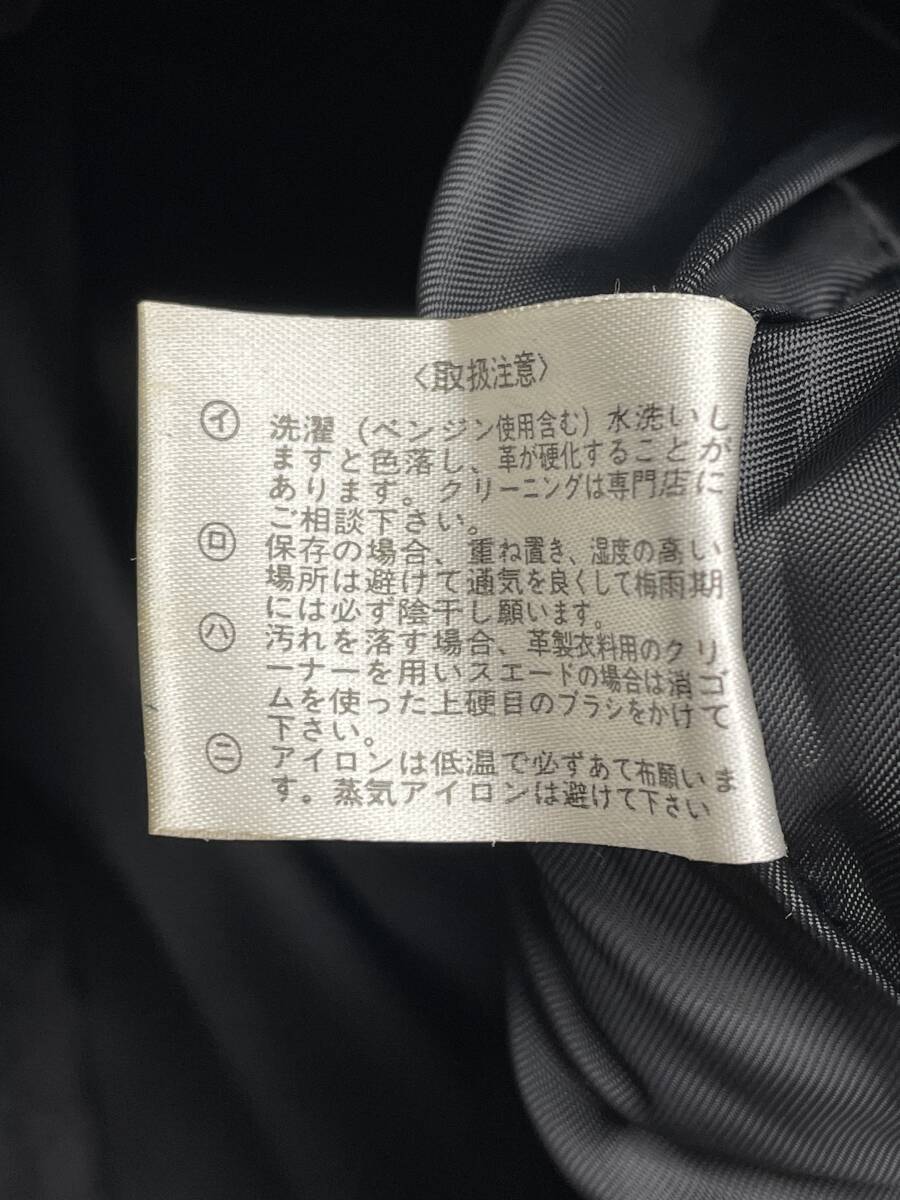 〈取扱注意〉
㋑ 洗濯（ベンジン使用含む）水洗いし
ますと色落し、革が硬化することが
あります。クリーニングは専門店に
ご相談下さい。
㋺ 保存の場合、重ね置き、湿度の高い
場所は避けて通気を良くして梅雨期
には必ず陰干し願います。
㋩ 汚れを落す場合、革製衣料用のクリ
ーナーを用いスエードの場合は消ゴ
ムを使った上硬目のブラシをかけて
下さい。
㋥ アイロンは低温で必ずあて布願いま
す。蒸気アイロンは避けて下さい